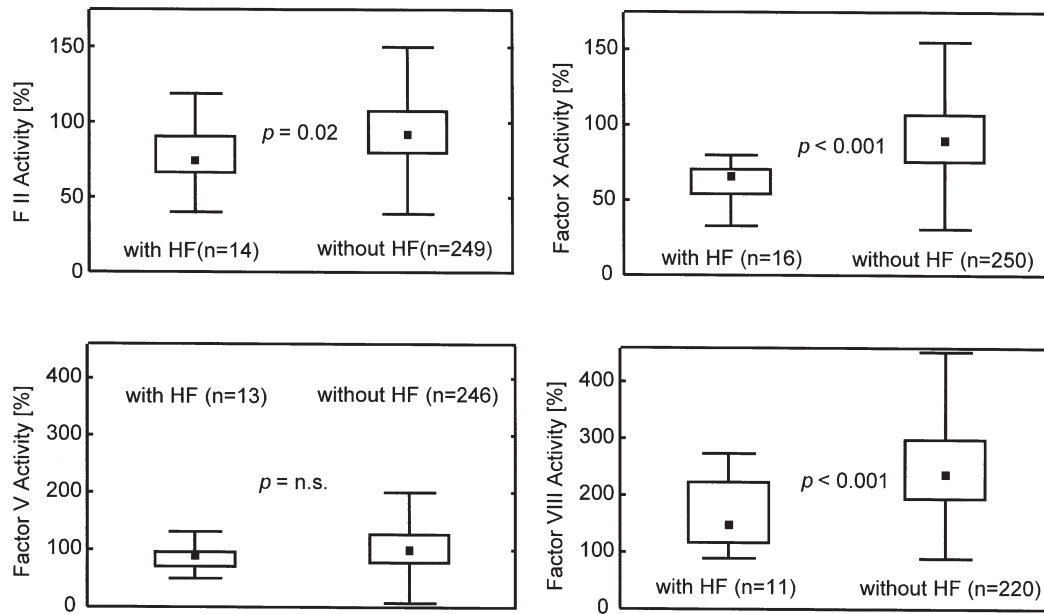 F II Activity [%]
150
100
50
0
p = 0.02
with HF(n=14)
without HF(n=249)
Factor X Activity [%]
150
100
50
0
p < 0.001
with HF (n=16)
without HF (n=250)
Factor V Activity [%]
400
300
200
100
0
with HF (n=13)
without HF (n=246)
p = n.s.
Factor VIII Activity [%]
400
300
200
100
0
p < 0.001
with HF (n=11)
without HF (n=220)